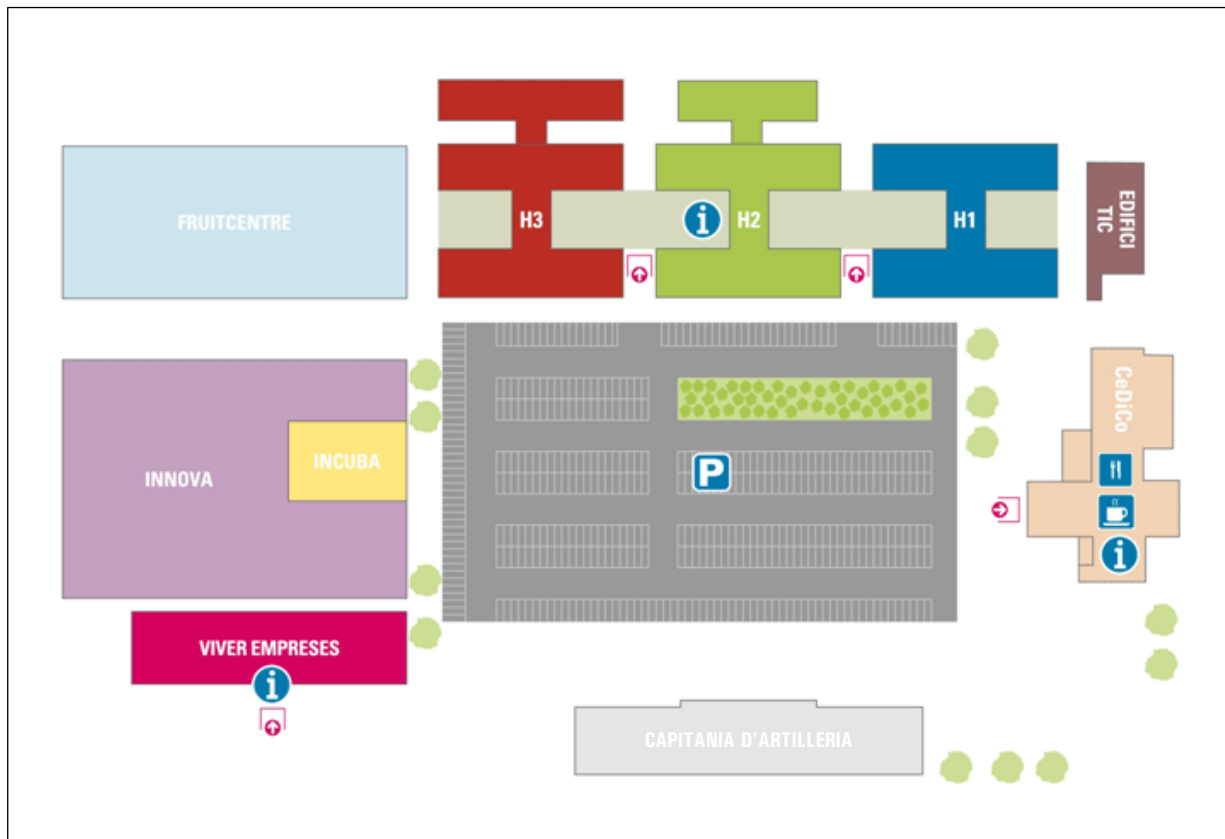 FRUITCENTRE
H3
i
H2
H1
EDIFICI
TIC
INNOVA
INCUBA
P
CeDiCo
i
VIVER EMPRESES
i
CAPITANIA D'ARTILLERIA